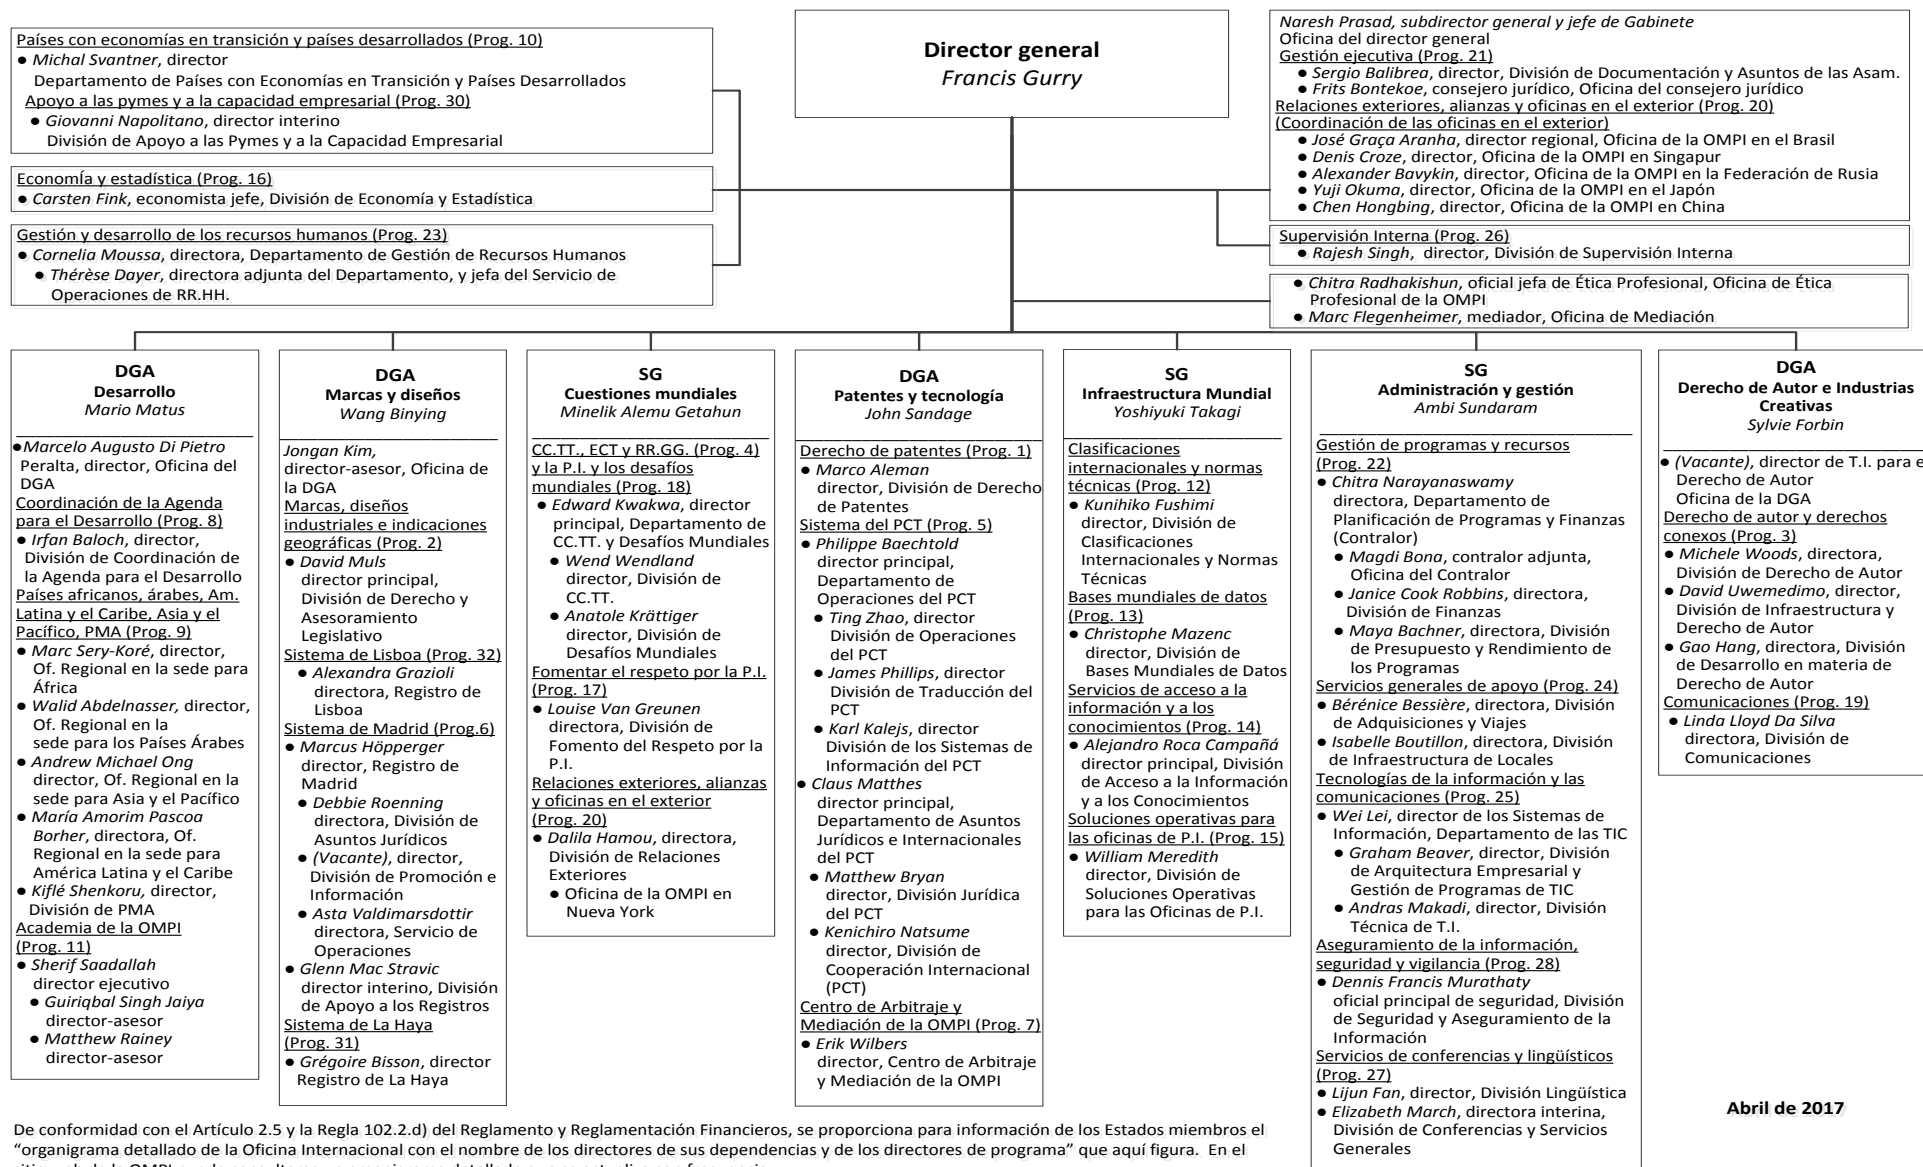 Países con economías en transición y países desarrollados (Prog. 10)
● Michal Svantner, director
Departamento de Países con Economías en Transición y Países Desarrollados
Apoyo a las pymes y a la capacidad empresarial (Prog. 30)
● Giovanni Napolitano, director interino
División de Apoyo a las Pymes y a la Capacidad Empresarial
Economía y estadística (Prog. 16)
● Carsten Fink, economista jefe, División de Economía y Estadística
Gestión y desarrollo de los recursos humanos (Prog. 23)
● Cornelia Moussa, directora, Departamento de Gestión de Recursos Humanos
● Thérèse Dayer, directora adjunta del Departamento, y jefa del Servicio de
Operaciones de RR.HH.
Director general
Francis Gurry
Naresh Prasad, subdirector general y jefe de Gabinete
Oficina del director general
Gestión ejecutiva (Prog. 21)
● Sergio Balibrea, director, División de Documentación y Asuntos de las Asam.
● Frits Bontekoe, consejero jurídico, Oficina del consejero jurídico
Relaciones exteriores, alianzas y oficinas en el exterior (Prog. 20)
(Coordinación de las oficinas en el exterior)
● José Graça Aranha, director regional, Oficina de la OMPI en el Brasil
● Denis Croze, director, Oficina de la OMPI en Singapur
● Alexander Bavykin, director, Oficina de la OMPI en la Federación de Rusia
● Yuji Okuma, director, Oficina de la OMPI en el Japón
● Chen Hongbing, director, Oficina de la OMPI en China
Supervisión Interna (Prog. 26)
● Rajesh Singh, director, División de Supervisión Interna
● Chitra Radhakishun, oficial jefa de Ética Profesional, Oficina de Ética
Profesional de la OMPI
● Marc Flegenheimer, mediador, Oficina de Mediación
DGA
Desarrollo
Mario Matus
● Marcelo Augusto Di Pietro
Peralta, director, Oficina del
DGA
Coordinación de la Agenda
para el Desarrollo (Prog. 8)
● Irfan Baloch, director,
División de Coordinación de
la Agenda para el Desarrollo
Países africanos, árabes, Am.
Latina y el Caribe, Asia y el
Pacífico, PMA (Prog. 9)
● Marc Sery-Koré, director,
Of. Regional en la sede para
África
● Walid Abdelnasser, director,
Of. Regional en la
sede para los Países Árabes
● Andrew Michael Ong
director, Of. Regional en la
sede para Asia y el Pacífico
● María Amorim Pascoa
Borher, directora, Of.
Regional en la sede para
América Latina y el Caribe
● Kiflé Shenkoru, director,
División de PMA
Academia de la OMPI
(Prog. 11)
● Sherif Saadallah
director ejecutivo
● Guiriqbal Singh Jaiya
director-asesor
● Matthew Rainey
director-asesor
DGA
Marcas y diseños
Wang Binying
Jongan Kim,
director-asesor, Oficina de
la DGA
Marcas, diseños
industriales e indicaciones
geográficas (Prog. 2)
● David Muls
director principal,
División de Derecho y
Asesoramiento
Legislativo
Sistema de Lisboa (Prog. 32)
● Alexandra Grazioli
directora, Registro de
Lisboa
Sistema de Madrid (Prog.6)
● Marcus Höpperger
director, Registro de
Madrid
● Debbie Roenning
directora, División de
Asuntos Jurídicos
● (Vacante), director,
División de Promoción e
Información
● Asta Valdimarsdottir
directora, Servicio de
Operaciones
● Glenn Mac Stravic
director interino, División
de Apoyo a los Registros
Sistema de La Haya
(Prog. 31)
● Grégoire Bisson, director
Registro de La Haya
SG
Cuestiones mundiales
Minelik Alemu Getahun
CC.TT., ECT y RR.GG. (Prog. 4)
y la P.I. y los desafíos
mundiales (Prog. 18)
● Edward Kwakwa, director
principal, Departamento de
CC.TT. y Desafíos Mundiales
● Wend Wendland
director, División de
CC.TT.
● Anatole Krättiger
director, División de
Desafíos Mundiales
Fomentar el respeto por la P.I.
(Prog. 17)
● Louise Van Greunen
directora, División de
Fomento del Respeto por la
P.I.
Relaciones exteriores, alianzas
y oficinas en el exterior
(Prog. 20)
● Dalila Hamou, directora,
División de Relaciones
Exteriores
● Oficina de la OMPI en
Nueva York
DGA
Patentes y tecnología
John Sandage
Derecho de patentes (Prog. 1)
● Marco Aleman
director, División de Derecho
de Patentes
Sistema del PCT (Prog. 5)
● Philippe Baechtold
director principal,
Departamento de
Operaciones del PCT
● Ting Zhao, director
División de Operaciones
del PCT
● James Phillips, director
División de Traducción del
PCT
● Karl Kalejs, director
División de los Sistemas de
Información del PCT
● Claus Matthes
director principal,
Departamento de Asuntos
Jurídicos e Internacionales
del PCT
● Matthew Bryan
director, División Jurídica
del PCT
● Kenichiro Natsume
director, División de
Cooperación Internacional
(PCT)
Centro de Arbitraje y
Mediación de la OMPI (Prog. 7)
● Erik Wilbers
director, Centro de Arbitraje
y Mediación de la OMPI
SG
Infraestructura Mundial
Yoshiyuki Takagi
Clasificaciones
internacionales y normas
técnicas (Prog. 12)
● Kunihiko Fushimi
director, División de
Clasificaciones
Internacionales y Normas
Técnicas
Bases mundiales de datos
(Prog. 13)
● Christophe Mazenc
director, División de
Bases Mundiales de Datos
Servicios de acceso a la
información y a los
conocimientos (Prog. 14)
● Alejandro Roca Campañá
director principal, División
de Acceso a la Información
y a los Conocimientos
Soluciones operativas para
las oficinas de P.I. (Prog. 15)
● William Meredith
director, División de
Soluciones Operativas
para las Oficinas de P.I.
SG
Administración y gestión
Ambi Sundaram
Gestión de programas y recursos
(Prog. 22)
● Chitra Narayanaswamy
directora, Departamento de
Planificación de Programas y Finanzas
(Contralor)
● Magdi Bona, contralor adjunta,
Oficina del Contralor
● Janice Cook Robbins, directora,
División de Finanzas
● Maya Bachner, directora, División
de Presupuesto y Rendimiento de
los Programas
Servicios generales de apoyo (Prog. 24)
● Bérénice Bessière, directora, División
de Adquisiciones y Viajes
● Isabelle Boutillon, directora, División
de Infraestructura de Locales
Tecnologías de la información y las
comunicaciones (Prog. 25)
● Wei Lei, director de los Sistemas de
Información, Departamento de las TIC
● Graham Beaver, director, División
de Arquitectura Empresarial y
Gestión de Programas de TIC
● Andras Makadi, director, División
Técnica de T.I.
Aseguramiento de la información,
seguridad y vigilancia (Prog. 28)
● Dennis Francis Murathaty
oficial principal de seguridad, División
de Seguridad y Aseguramiento de la
Información
Servicios de conferencias y lingüísticos
(Prog. 27)
● Lijun Fan, director, División Lingüística
● Elizabeth March, directora interina,
División de Conferencias y Servicios
Generales
DGA
Derecho de Autor e Industrias
Creativas
Sylvie Forbin
● (Vacante), director de T.I. para e
Derecho de Autor
Oficina de la DGA
Derecho de autor y derechos
conexos (Prog. 3)
● Michele Woods, directora,
División de Derecho de Autor
● David Uwemedimo, director,
División de Infraestructura y
Derecho de Autor
● Gao Hang, directora, División
de Desarrollo en materia de
Derecho de Autor
Comunicaciones (Prog. 19)
● Linda Lloyd Da Silva
directora, División de
Comunicaciones
Abril de 2017
De conformidad con el Artículo 2.5 y la Regla 102.2.d) del Reglamento y Reglamentación Financieros, se proporciona para información de los Estados miembros el
“organigrama detallado de la Oficina Internacional con el nombre de los directores de sus dependencias y de los directores de programa” que aquí figura. En el